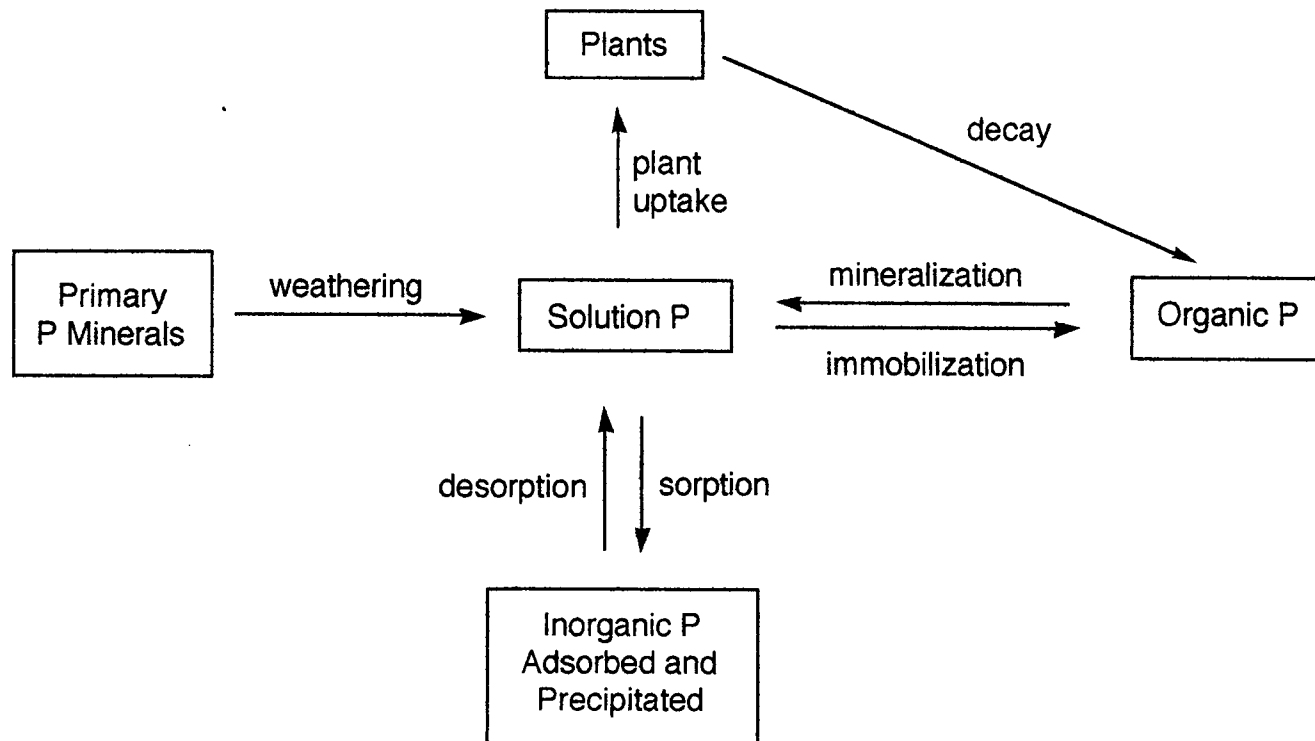 Plants
decay
plant
uptake
Primary
P Minerals
weathering
Solution P
mineralization
immobilization
Organic P
desorption
sorption
Inorganic P
Adsorbed and
Precipitated